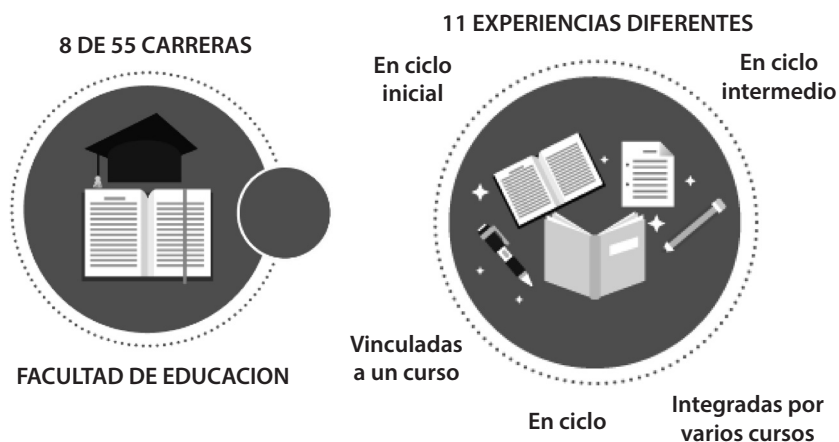 8 DE 55 CARRERAS
FACULTAD DE EDUCACION
11 EXPERIENCIAS DIFERENTES
En ciclo
inicial
En ciclo
intermedio
Vinculadas
a un curso
En ciclo
Integradas por
varios cursos